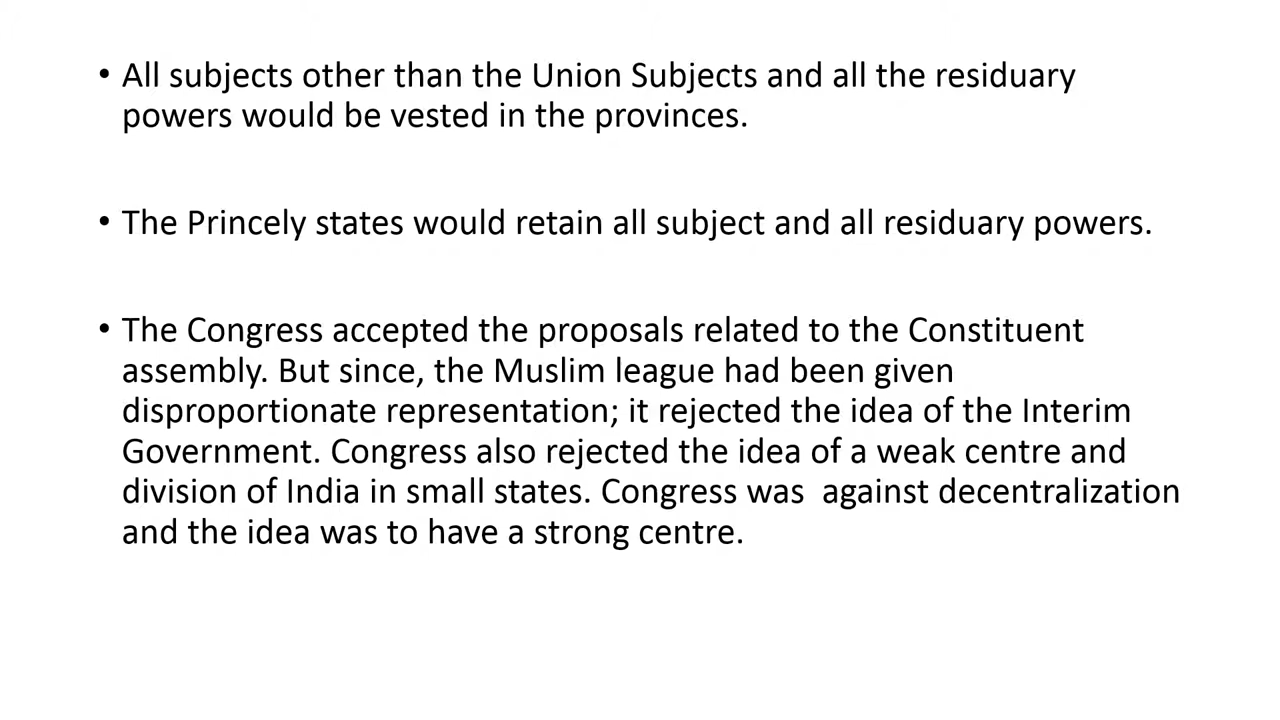 • All subjects other than the Union Subjects and all the residuary
powers would be vested in the provinces.
• The Princely states would retain all subject and all residuary powers.
• The Congress accepted the proposals related to the Constituent
assembly. But since, the Muslim league had been given
disproportionate representation; it rejected the idea of the Interim
Government. Congress also rejected the idea of a weak centre and
division of India in small states. Congress was  against decentralization
and the idea was to have a strong centre.